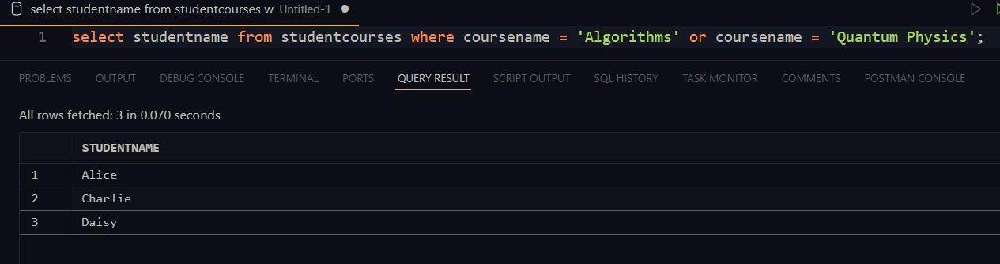 select studentname from studentcourses w Untitled-1
1 select studentname from studentcourses where coursename = 'Algorithms' or coursename = 'Quantum Physics';
PROBLEMS OUTPUT DEBUG CONSOLE TERMINAL PORTS QUERY RESULT SCRIPT OUTPUT SQL HISTORY TASK MONITOR COMMENTS POSTMAN CONSOLE
All rows fetched: 3 in 0.070 seconds
STUDENTNAME
1 Alice
2 Charlie
3 Daisy